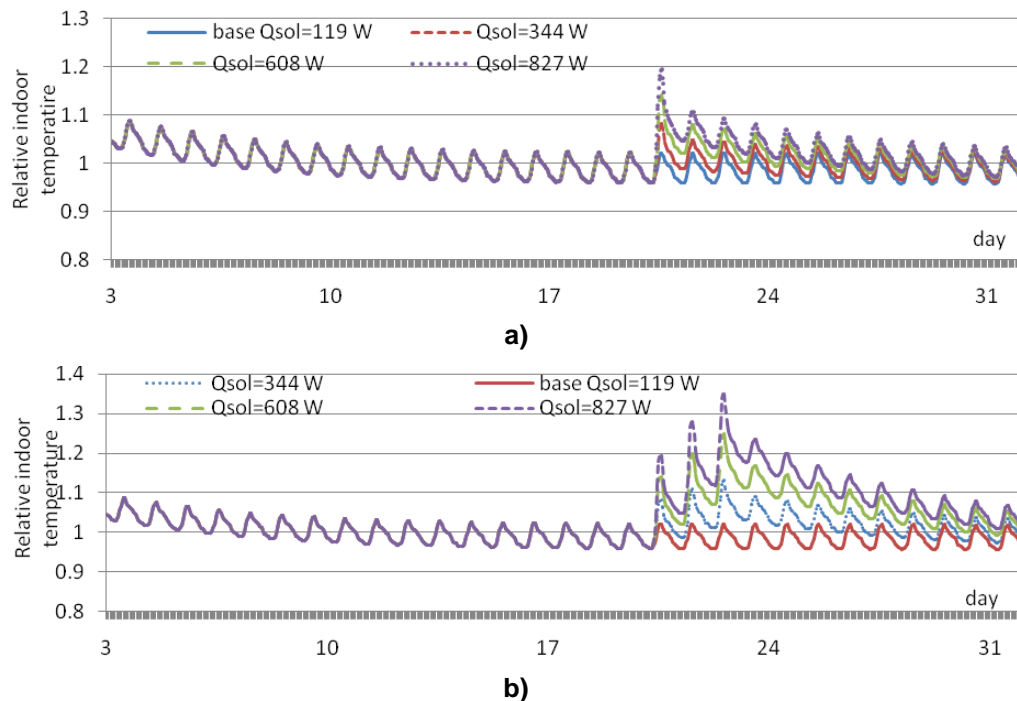 1.3
base Qsol=119 W
Qsol=344 W
Qsol=608 W
Qsol=827 W
1.2
1.1
1
0.9
0.8
Relative indoor
temperatire
day
3
10
17
24
31
a)
1.4
Qsol=344 W
base Qsol=119 W
Qsol=608 W
Qsol=827 W
1.3
1.2
1.1
1
0.9
0.8
Relative indoor
temperature
day
3
10
17
24
31
b)